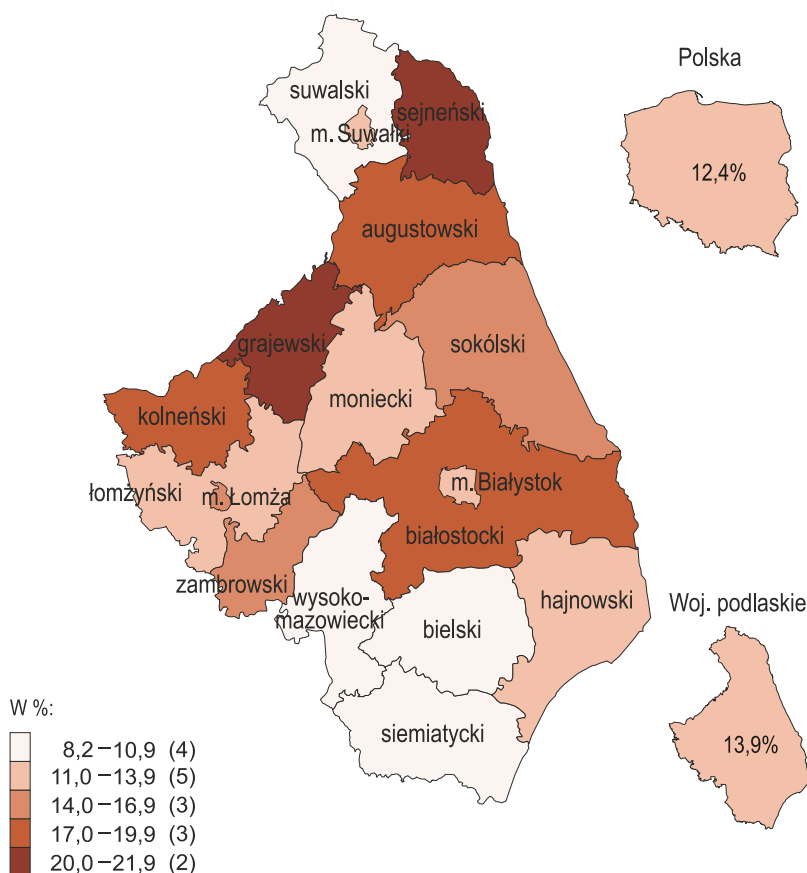 Polska
12,4%
suwalski
m. Suwałki
sejneński
augustowski
grajewski
sokólski
moniecki
kolneński
łomżyński
m. Łomża
m. Białystok
białostocki
zambrowski
wysoko-
mazowiecki
bielski
hajnowski
siemiatycki
Woj. podlaskie
13,9%
W %:
8,2 – 10,9 (4)
11,0 – 13,9 (5)
14,0 – 16,9 (3)
17,0 – 19,9 (3)
20,0 – 21,9 (2)